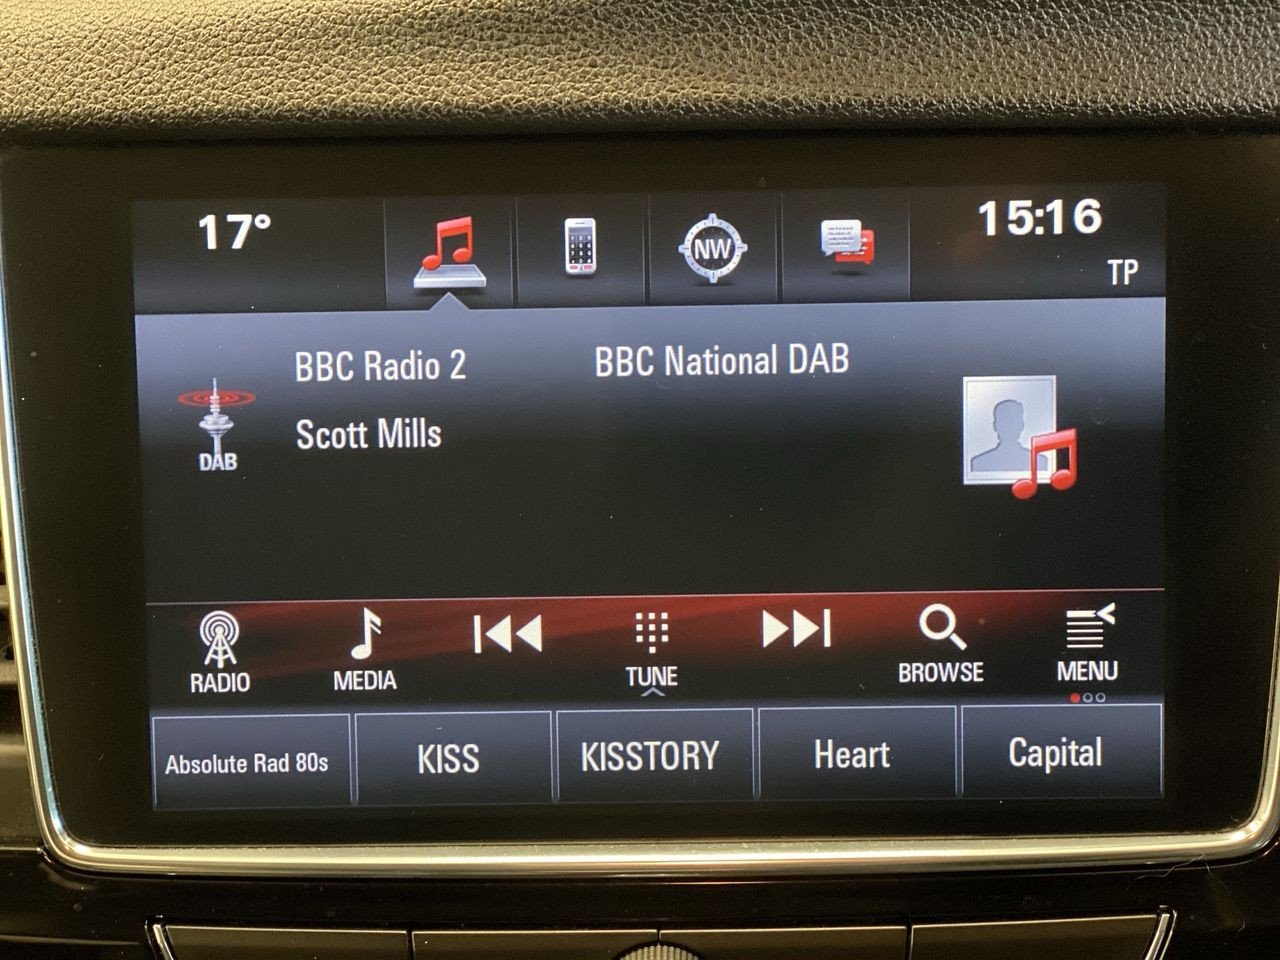 17°
NW
15:16
TP
BBC Radio 2
BBC National DAB
Scott Mills
DAB
RADIO
MEDIA
TUNE
BROWSE
MENU
Absolute Rad 80s
KISS
KISSTORY
Heart
Capital